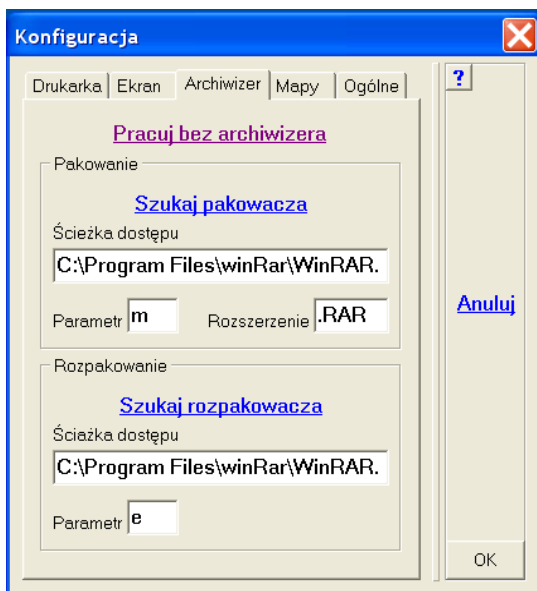 Konfiguracja
Drukarka Ekran Archiwizer Mapy Ogólne
?
Pracuj bez archiwizera
Pakowanie
Szukaj pakowacza
Ścieżka dostępu
C:\Program Files\winRar\WinRAR.
Parametr m Rozszerzenie .RAR
Anuluj
Rozpakowanie
Szukaj rozpakowacza
Ściażka dostępu
C:\Program Files\winRar\WinRAR.
Parametr e
OK